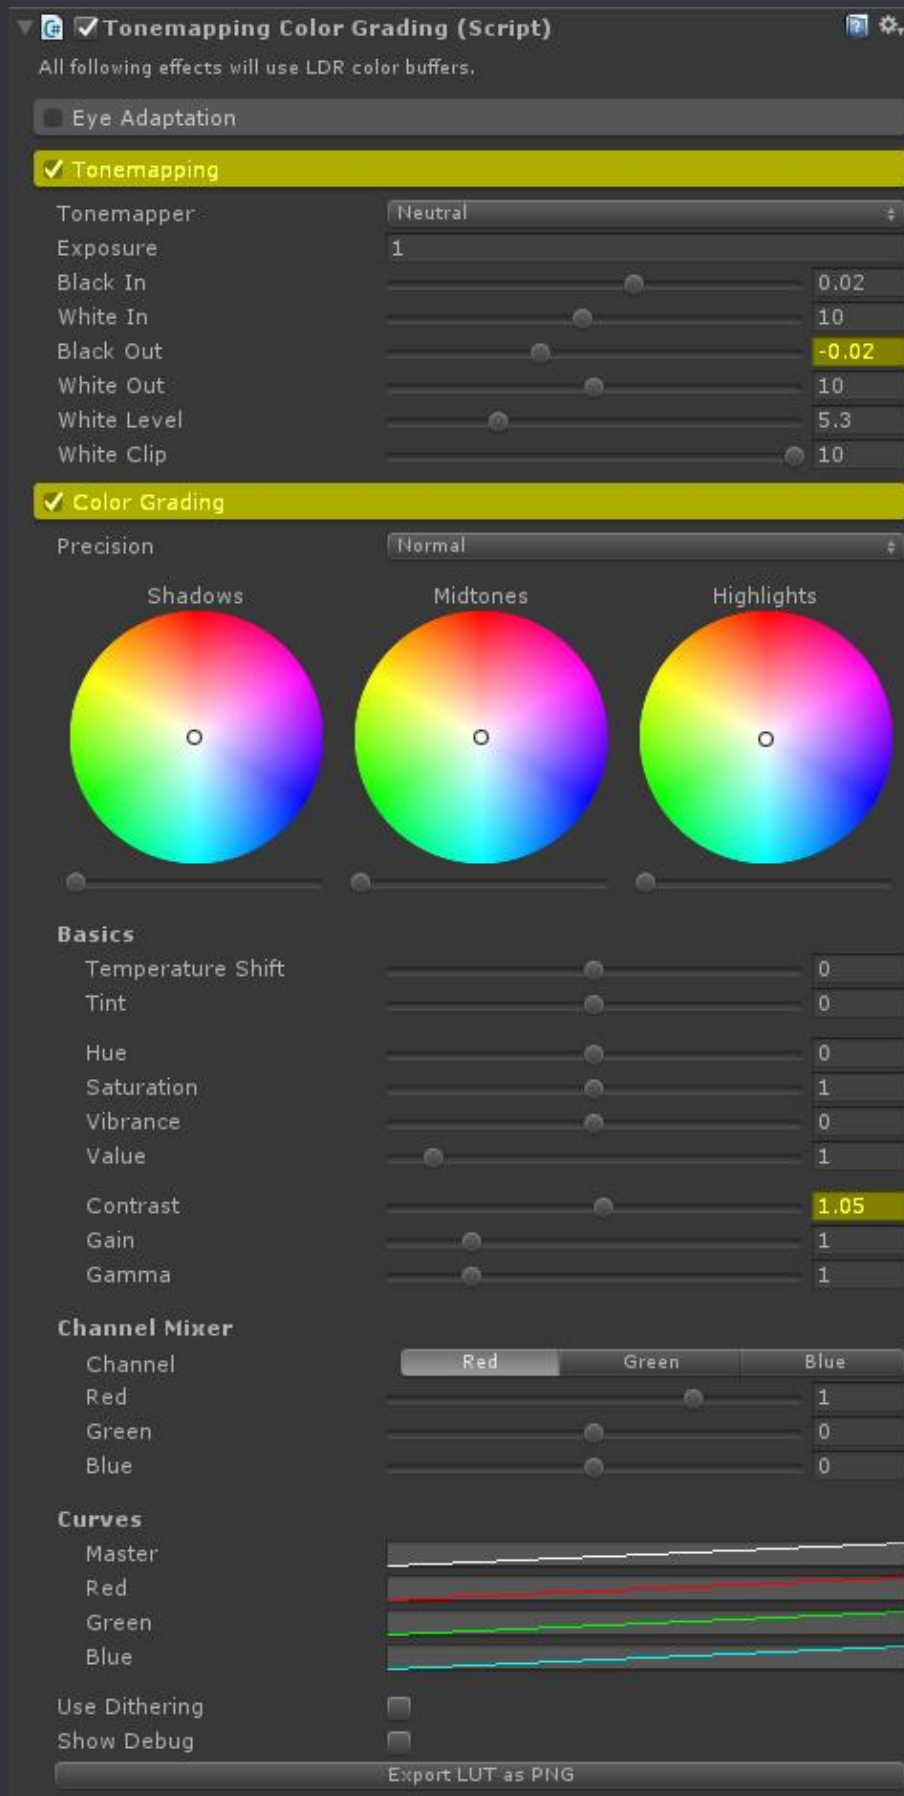 Tonemapping Color Grading (Script)
All following effects will use LDR color buffers.
Eye Adaptation
Tonemapping
Tonemapper Neutral
Exposure 1
Black In 0.02
White In 10
Black Out -0.02
White Out 10
White Level 5.3
White Clip 10
Color Grading
Precision Normal
Shadows Midtones Highlights
Basics
Temperature Shift 0
Tint 0
Hue 0
Saturation 1
Vibrance 0
Value 1
Contrast 1.05
Gain 1
Gamma 1
Channel Mixer
Channel Red Green Blue
Red 1
Green 0
Blue 0
Curves
Master
Red
Green
Blue
Use Dithering
Show Debug
Export LUT as PNG